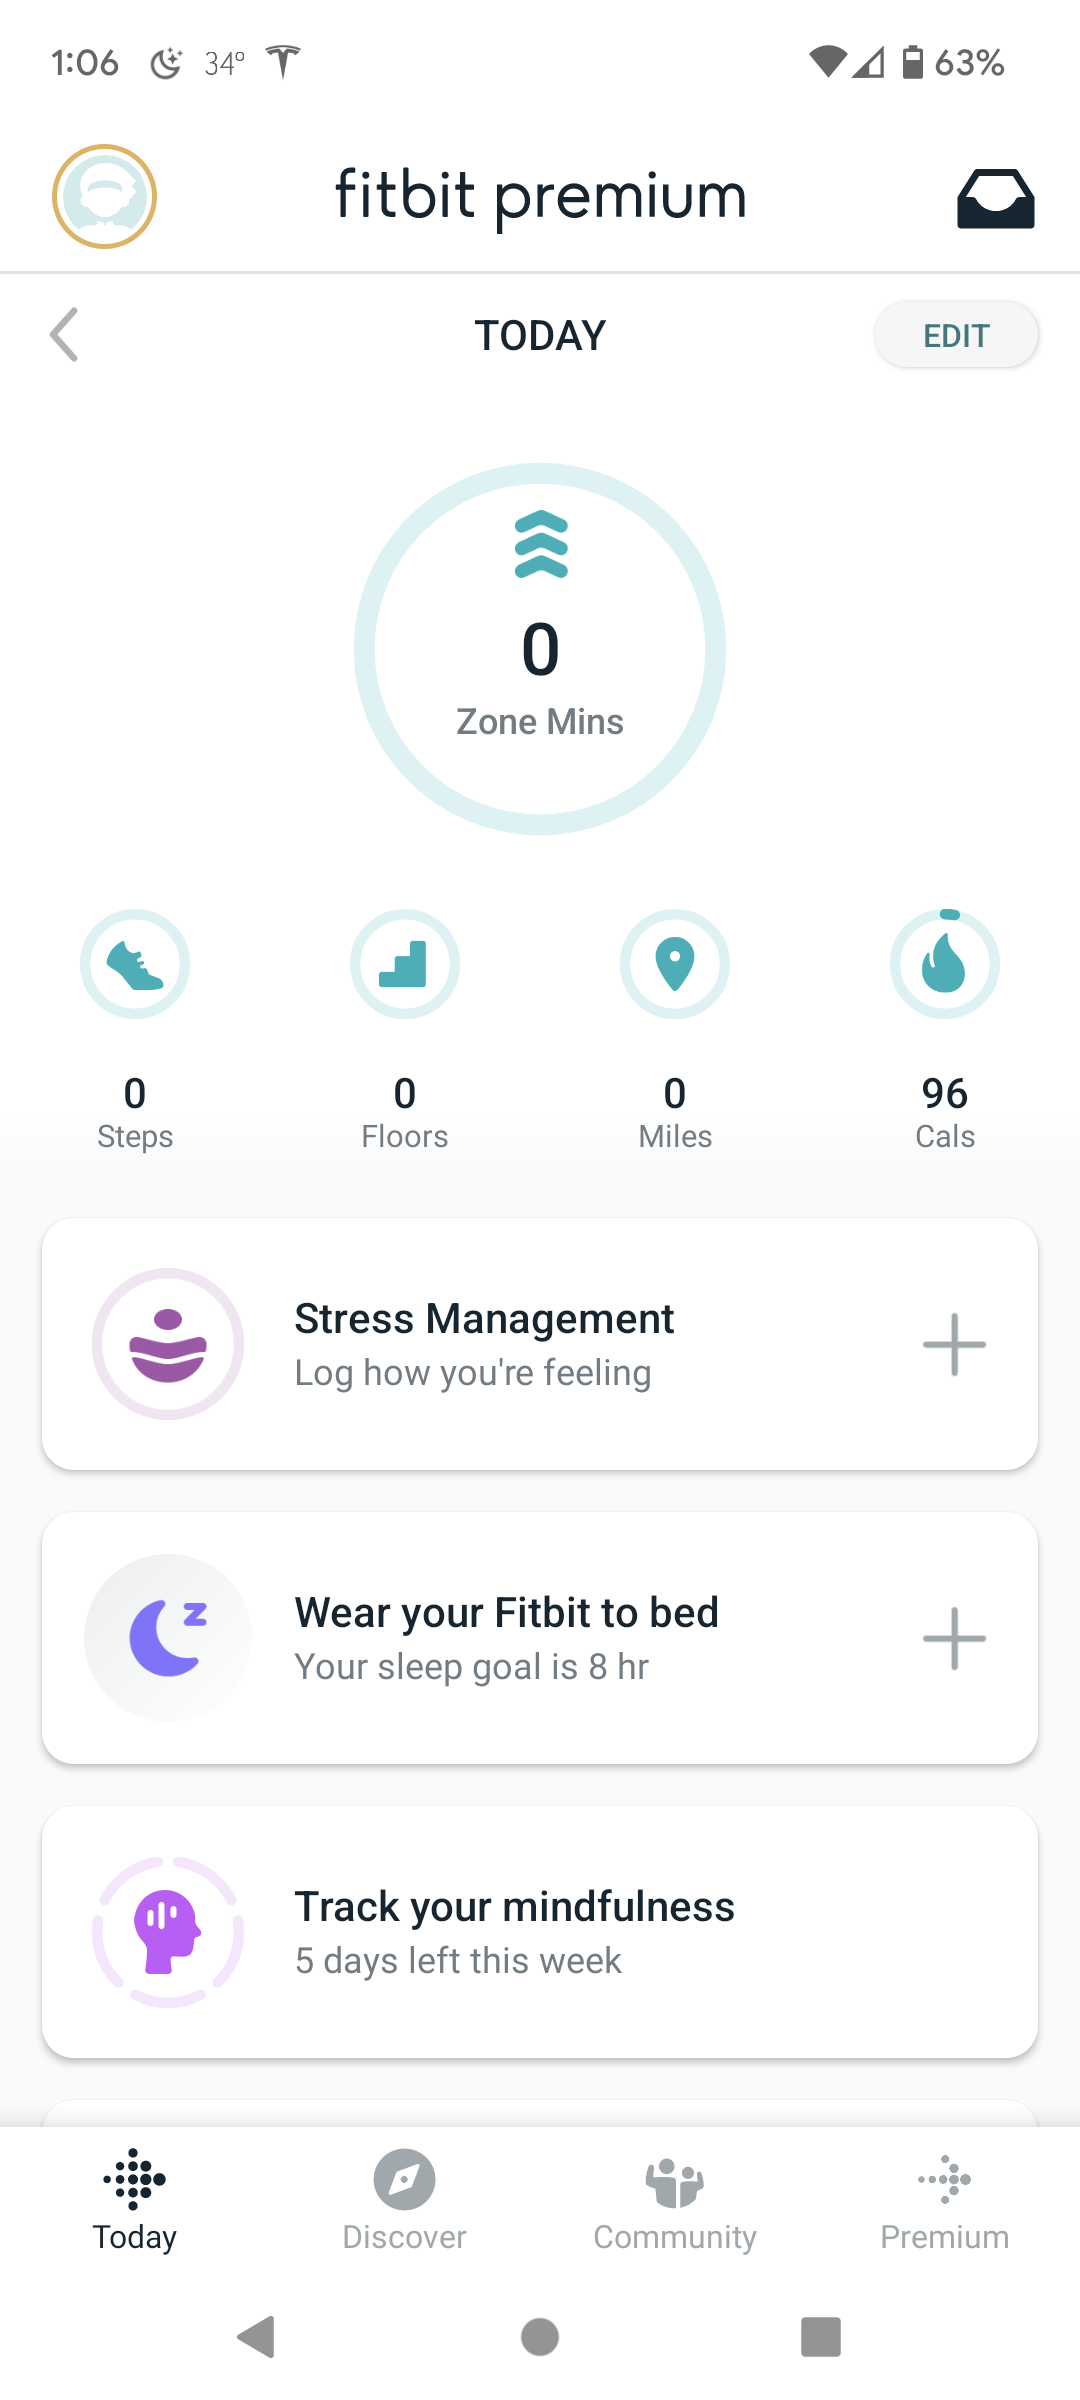 1:06 34° 63%
fitbit premium
TODAY
EDIT
0
Zone Mins
0 0 0 96
Steps Floors Miles Cals
Stress Management
Log how you're feeling
Wear your Fitbit to bed
Your sleep goal is 8 hr
Track your mindfulness
5 days left this week
Today Discover Community Premium